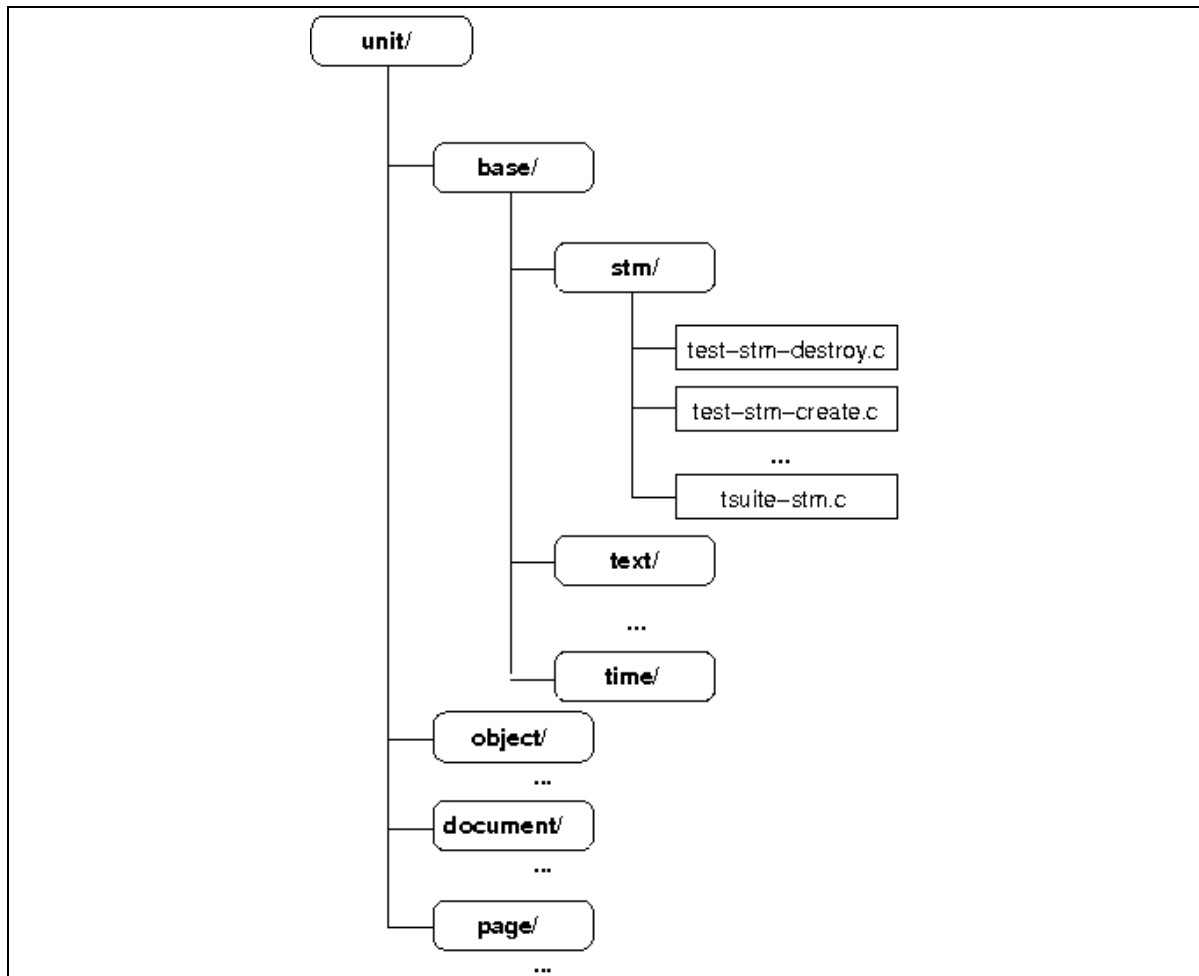 unit/
base/
stm/
test-stm-destroy.c
test-stm-create.c
...
tsuite-stm.c
text/
...
time/
object/
...
document/
...
page/
...